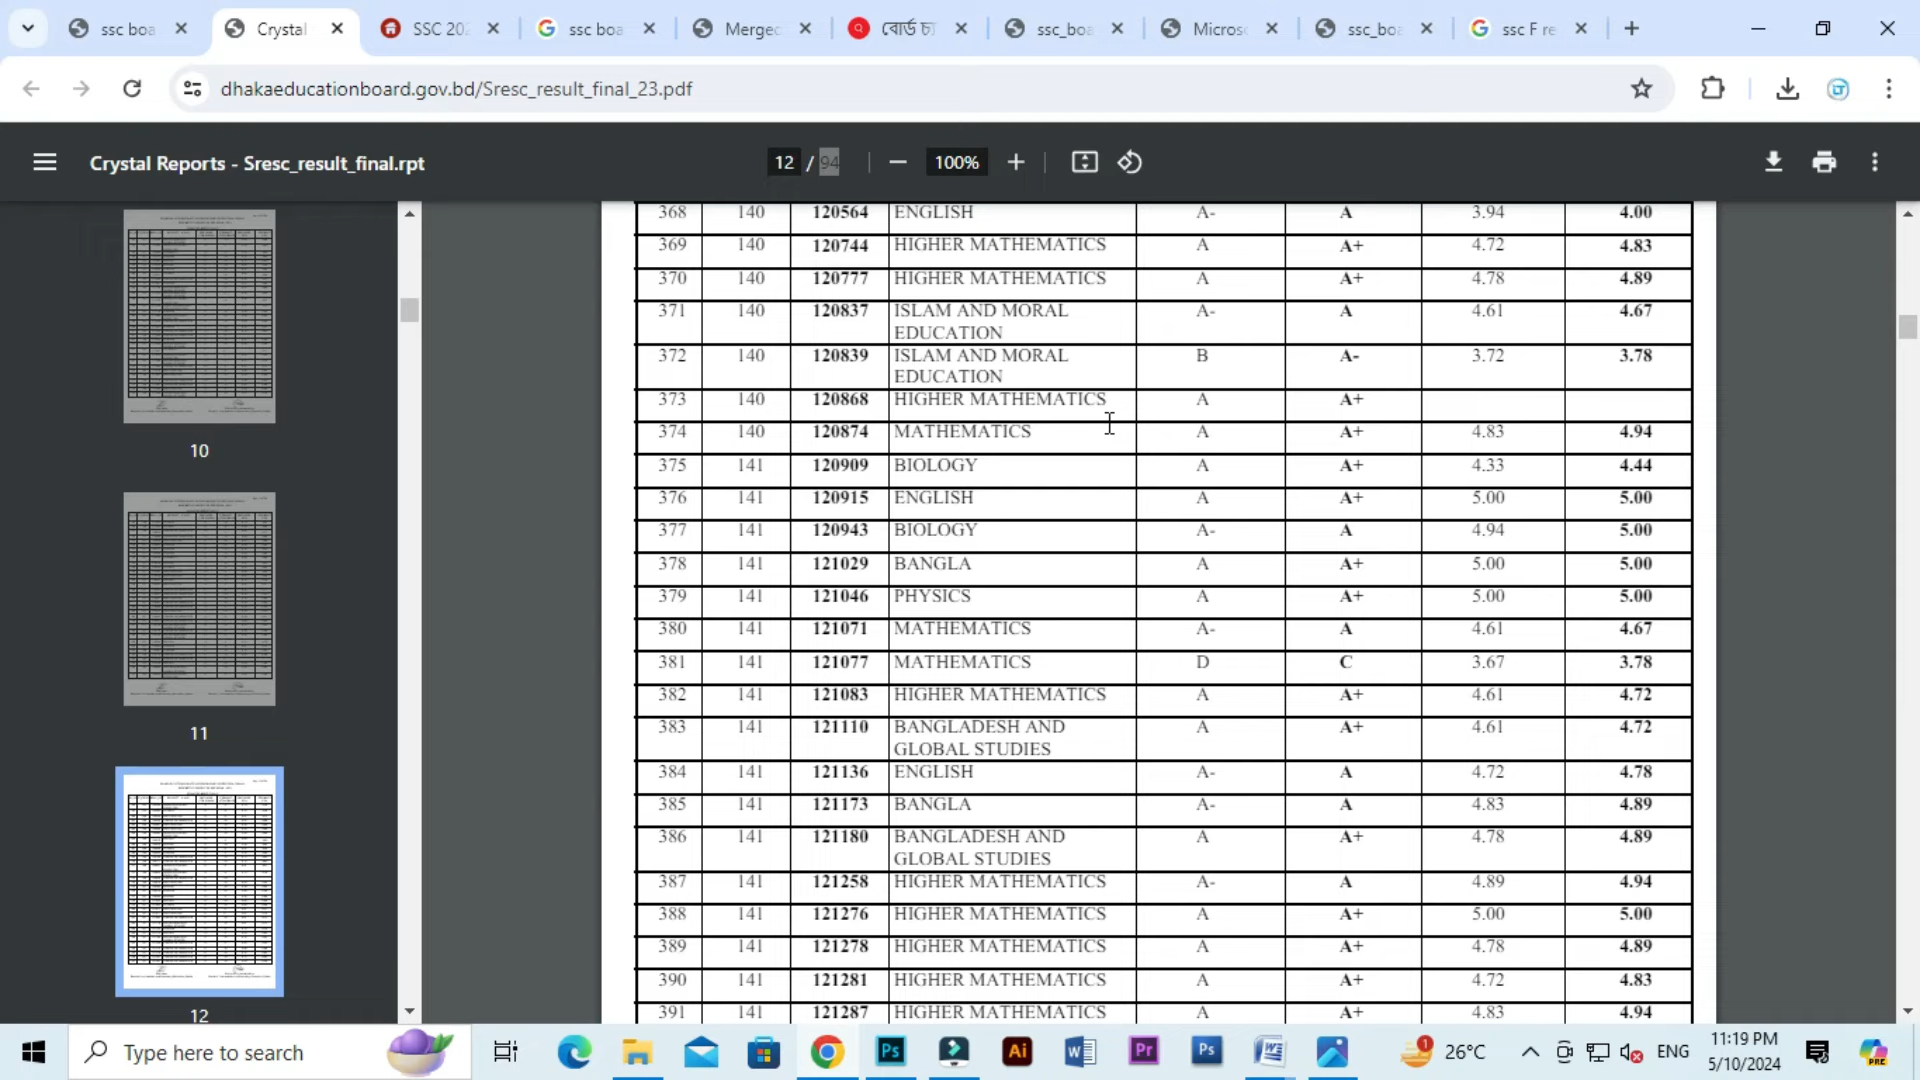 ssc boa
Crystal
SSC 202
ssc boa
Merged
বোর্ড চ্
ssc_boa
Micros
ssc_boa
ssc F re
dhakaeducationboard.gov.bd/Sresc_result_final_23.pdf
Crystal Reports - Sresc_result_final.rpt
12 / 94
100%
10
11
12
368 140 120564 ENGLISH A- A 3.94 4.00
369 140 120744 HIGHER MATHEMATICS A A+ 4.72 4.83
370 140 120777 HIGHER MATHEMATICS A A+ 4.78 4.89
371 140 120837 ISLAM AND MORAL A- A 4.61 4.67
EDUCATION
372 140 120839 ISLAM AND MORAL B A- 3.72 3.78
EDUCATION
373 140 120868 HIGHER MATHEMATICS A A+
374 140 120874 MATHEMATICS A A+ 4.83 4.94
375 141 120909 BIOLOGY A A+ 4.33 4.44
376 141 120915 ENGLISH A A+ 5.00 5.00
377 141 120943 BIOLOGY A- A 4.94 5.00
378 141 121029 BANGLA A A+ 5.00 5.00
379 141 121046 PHYSICS A A+ 5.00 5.00
380 141 121071 MATHEMATICS A- A 4.61 4.67
381 141 121077 MATHEMATICS D C 3.67 3.78
382 141 121083 HIGHER MATHEMATICS A A+ 4.61 4.72
383 141 121110 BANGLADESH AND A A+ 4.61 4.72
GLOBAL STUDIES
384 141 121136 ENGLISH A- A 4.72 4.78
385 141 121173 BANGLA A- A 4.83 4.89
386 141 121180 BANGLADESH AND A A+ 4.78 4.89
GLOBAL STUDIES
387 141 121258 HIGHER MATHEMATICS A- A 4.89 4.94
388 141 121276 HIGHER MATHEMATICS A A+ 5.00 5.00
389 141 121278 HIGHER MATHEMATICS A A+ 4.78 4.89
390 141 121281 HIGHER MATHEMATICS A A+ 4.72 4.83
391 141 121287 HIGHER MATHEMATICS A A+ 4.83 4.94
Type here to search
Ps
Ai
Pr
Ps
1
26°C
ENG
11:19 PM
5/10/2024
PRE